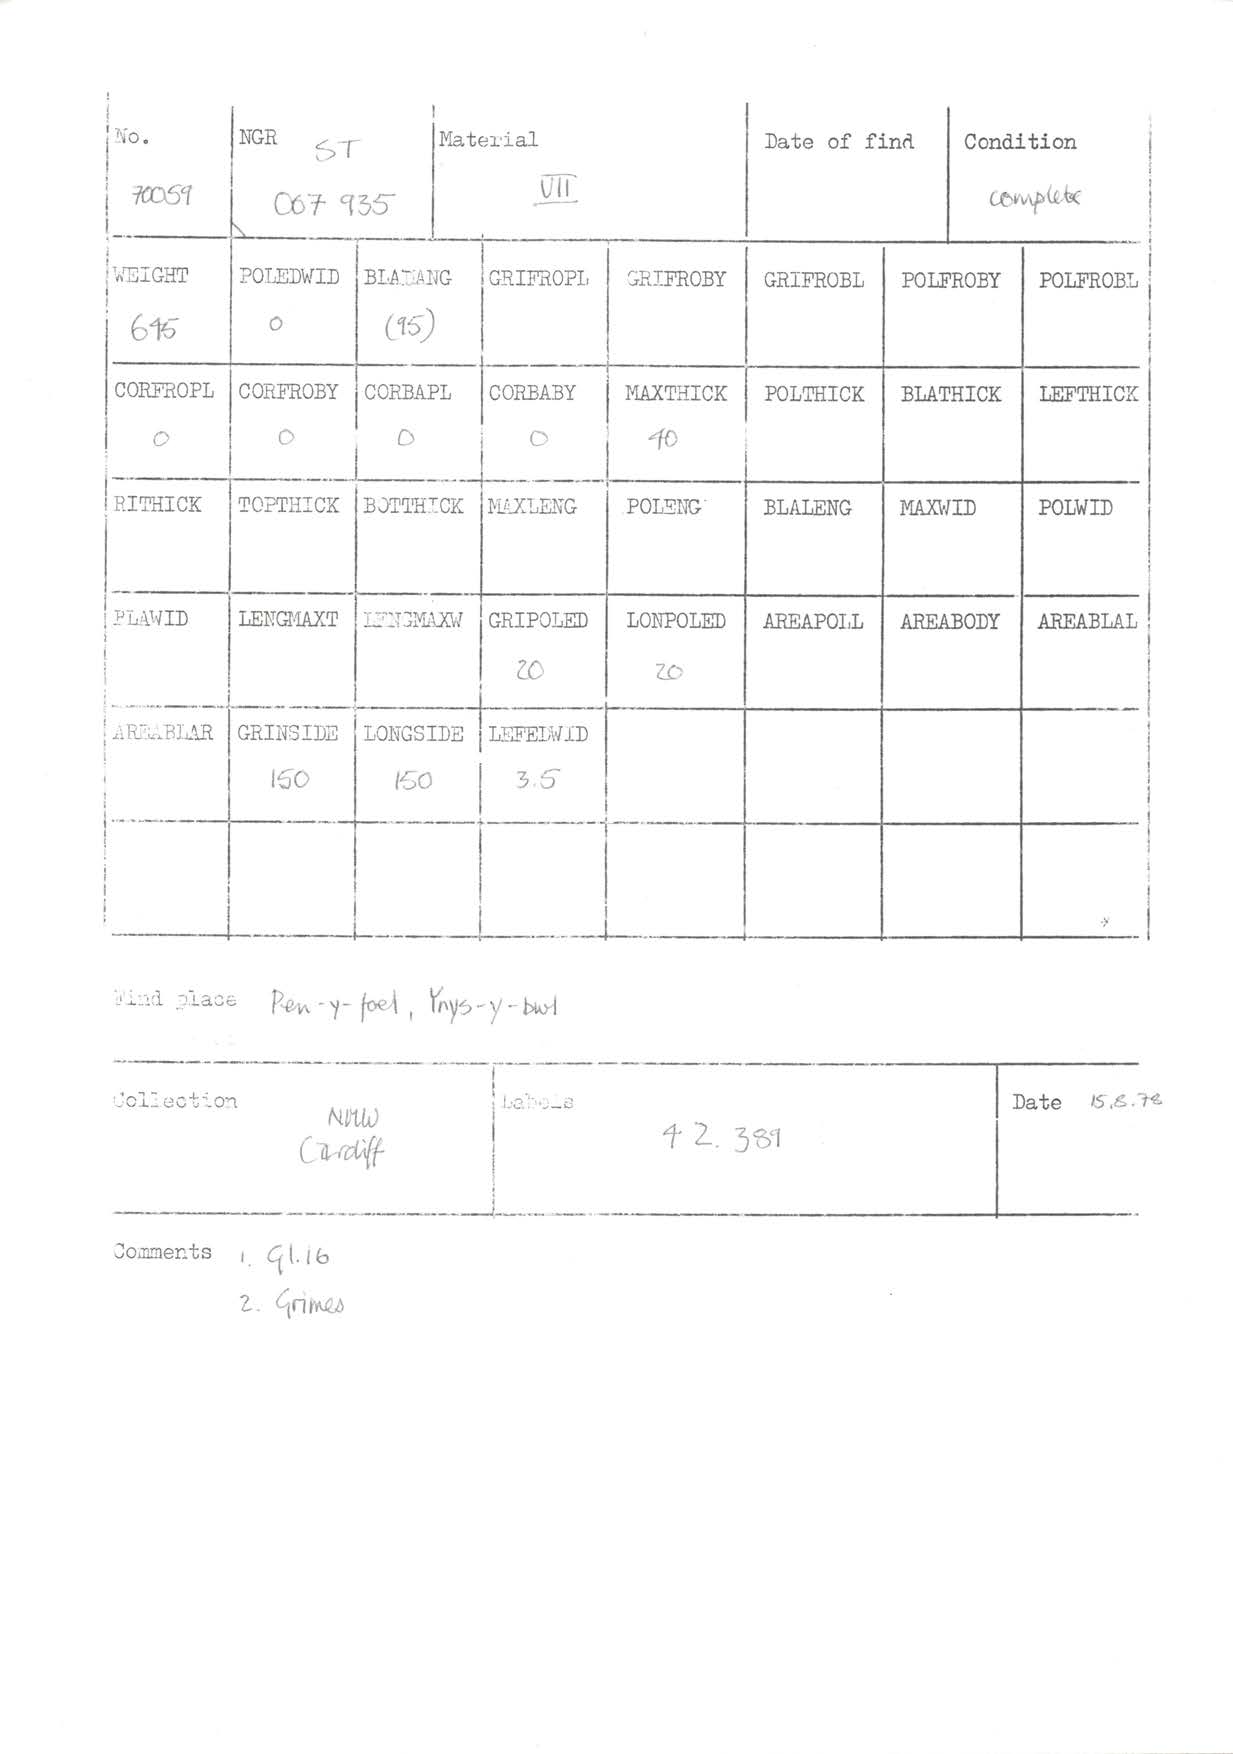 No. NGR ST Material Date of find Condition
70059 067 935 VII complete
WEIGHT POLEDWID BLADANG GRIFROPL GRIFROBY GRIFROBL POLFROBY POLFROBL
645 0 (95)
CORFROPL CORFROBY CORBAPL CORBABY MAXTHICK POLTHICK BLATHICK LEFTHICK
0 0 0 0 40
RITHICK TOPTHICK BOTTHICK MAXLENG POLENG BLALENG MAXWID POLWID
PLAWID LENGMAXT LENGMAXW GRIPOLED LONPOLED AREAPOLL AREABODY AREABLAL
20 20
AREABLAR GRINSIDE LONGSIDE LEFEDWID
150 150 3.5
Find place Pen-y-foel, Ynys-y-bwl
Collection Labels Date 15.8.78
NMW 42.389
Cardiff
Comments 1. Gl.16
2. Grimes